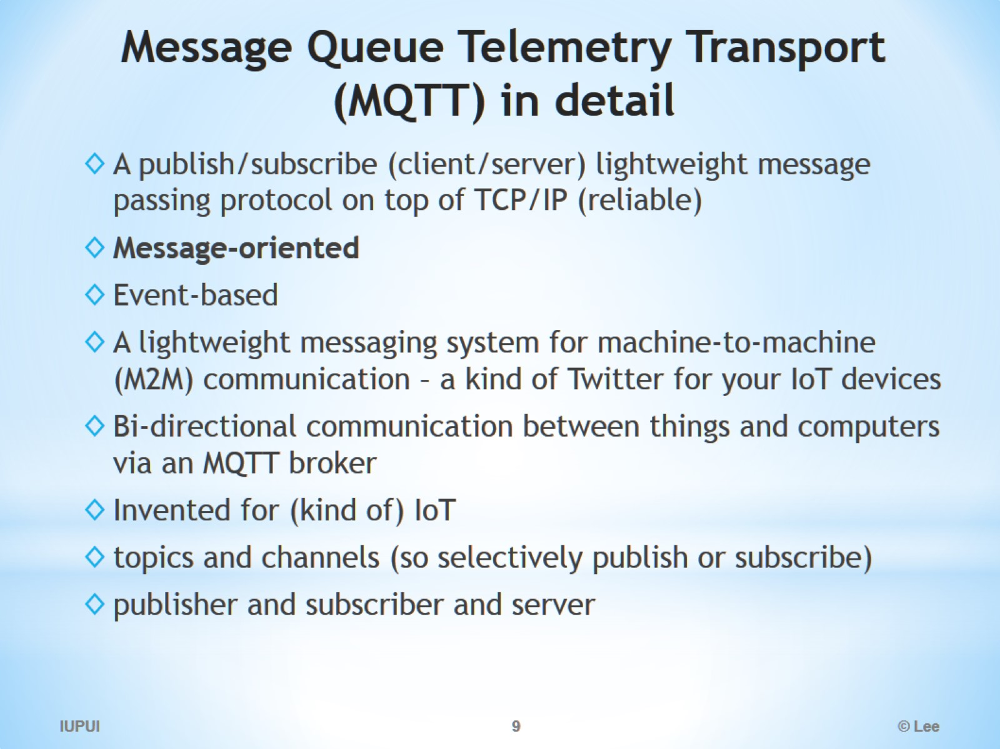 Message Queue Telemetry Transport
(MQTT) in detail
◇ A publish/subscribe (client/server) lightweight message
passing protocol on top of TCP/IP (reliable)
◇ Message-oriented
◇ Event-based
◇ A lightweight messaging system for machine-to-machine
(M2M) communication – a kind of Twitter for your IoT devices
◇ Bi-directional communication between things and computers
via an MQTT broker
◇ Invented for (kind of) IoT
◇ topics and channels (so selectively publish or subscribe)
◇ publisher and subscriber and server
IUPUI 9 © Lee